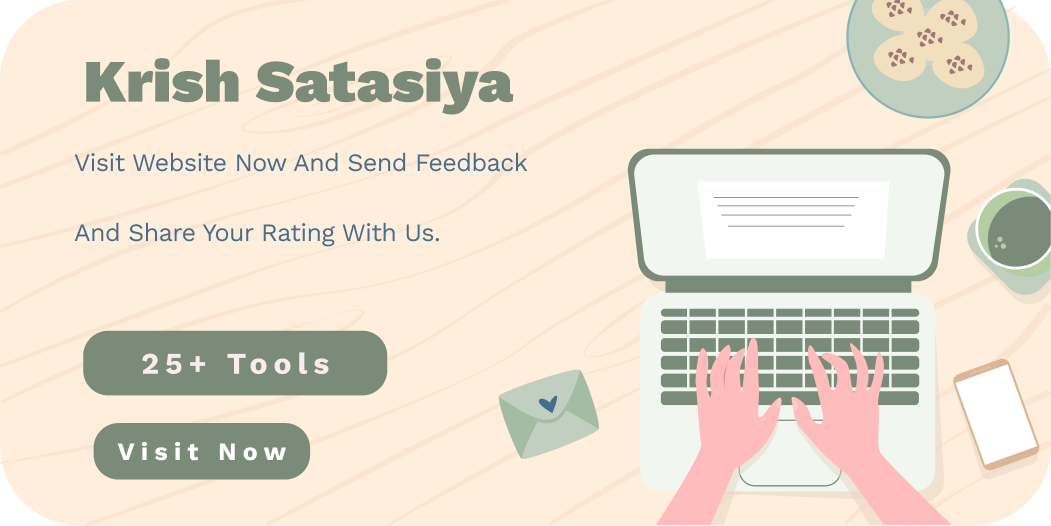 Krish Satasiya
Visit Website Now And Send Feedback
And Share Your Rating With Us.
25+ Tools
Visit Now